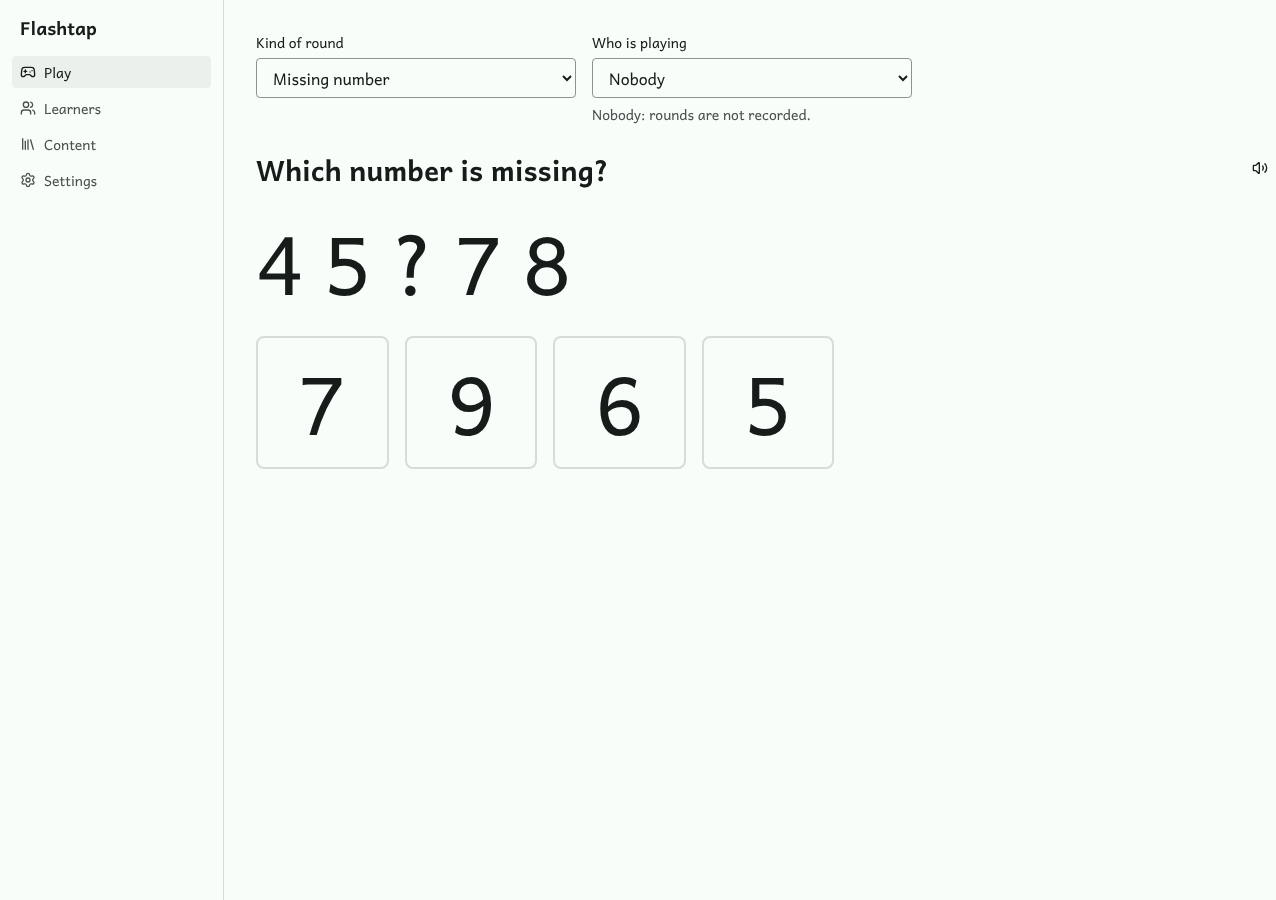 Flashtap
Play
Learners
Content
Settings
Kind of round
Missing number
Who is playing
Nobody
Nobody: rounds are not recorded.
Which number is missing?
4 5 ? 7 8
7 9 6 5